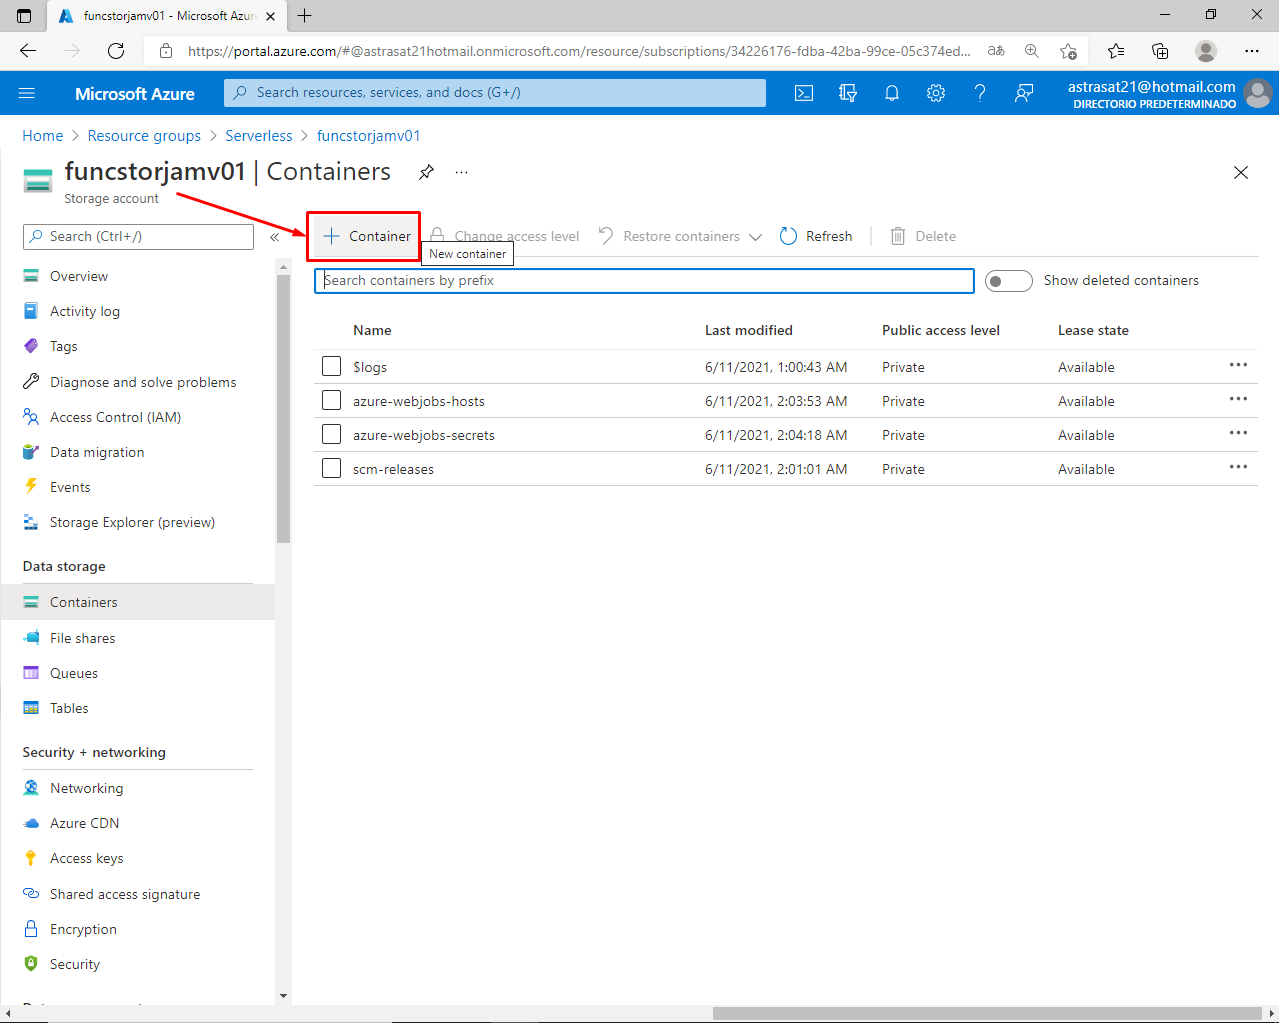 funcstorjamv01 - Microsoft Azur
https://portal.azure.com/#@astrasat21hotmail.onmicrosoft.com/resource/subscriptions/34226176-fdba-42ba-99ce-05c374ed...
Microsoft Azure
Search resources, services, and docs (G+/)
astrasat21@hotmail.com
DIRECTORIO PREDETERMINADO
Home > Resource groups > Serverless > funcstorjamv01
funcstorjamv01 | Containers
Storage account
Search (Ctrl+/)
Overview
Activity log
Tags
Diagnose and solve problems
Access Control (IAM)
Data migration
Events
Storage Explorer (preview)
Data storage
Containers
File shares
Queues
Tables
Security + networking
Networking
Azure CDN
Access keys
Shared access signature
Encryption
Security
+ Container
Change access level
Restore containers
Refresh
Delete
New container
Search containers by prefix
Show deleted containers
Name Last modified Public access level Lease state
$logs 6/11/2021, 1:00:43 AM Private Available
azure-webjobs-hosts 6/11/2021, 2:03:53 AM Private Available
azure-webjobs-secrets 6/11/2021, 2:04:18 AM Private Available
scm-releases 6/11/2021, 2:01:01 AM Private Available